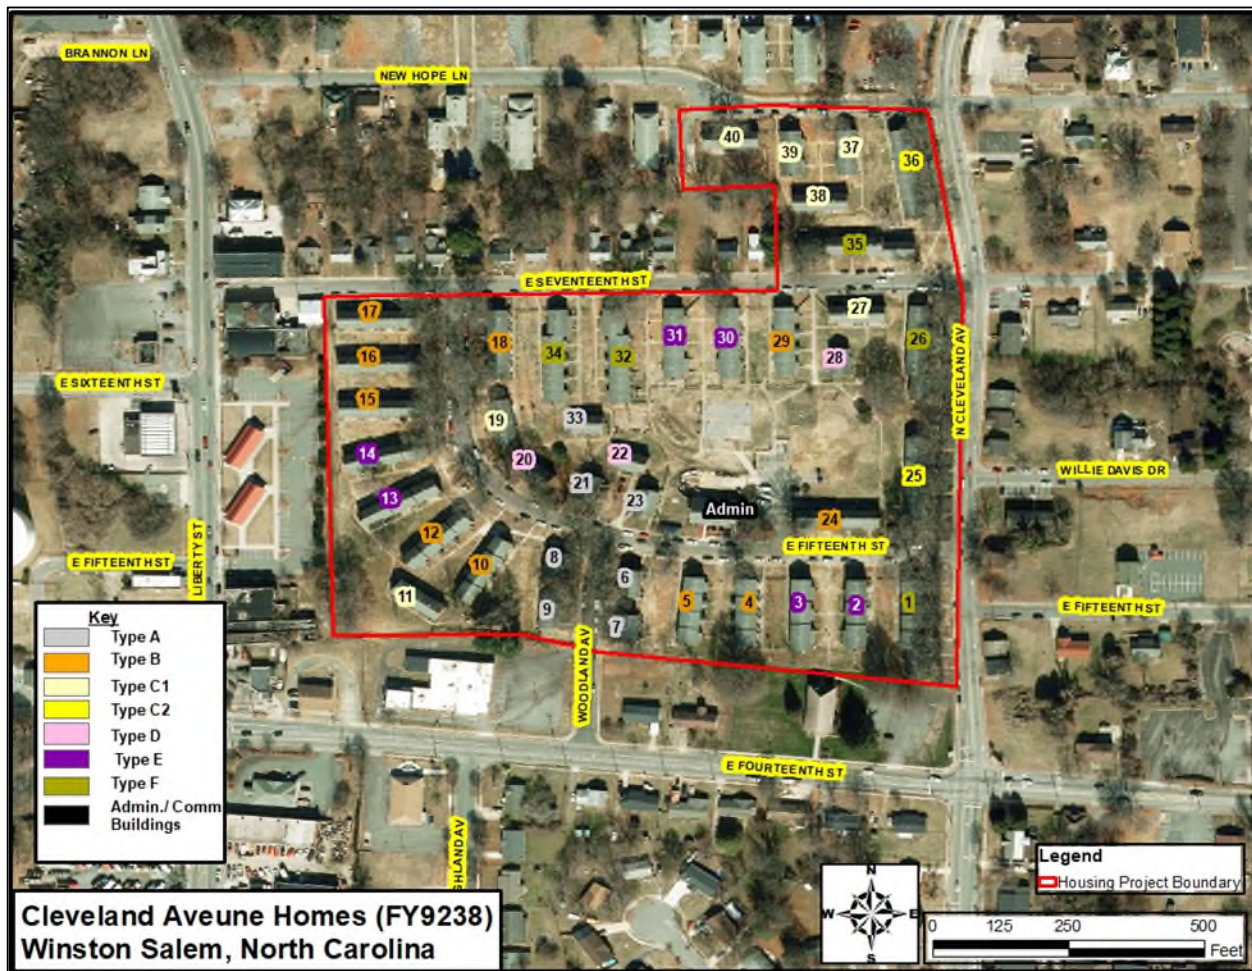 BRANNON LN
NEW HOPE LN
40
39
37
36
38
35
E SEVENTEENTH ST
17
18
34
32
31
30
29
27
26
28
16
15
E SIXTEENTH ST
N CLEVELAND AV
33
19
14
20
22
21
23
13
Admin
24
25
WILLIE DAVIS DR
12
10
11
8
9
6
7
5
4
3
2
1
E FIFTEENTH ST
E FIFTEENTH ST
E FIFTEENTH ST
LIBERTY ST
WOODLAND AV
E FOURTEENTH ST
HLAND AV
Key
Type A
Type B
Type C1
Type C2
Type D
Type E
Type F
Admin./ Comm
Buildings
Cleveland Aveune Homes (FY9238)
Winston Salem, North Carolina
N
W E
S
Legend
Housing Project Boundary
0 125 250 500
Feet